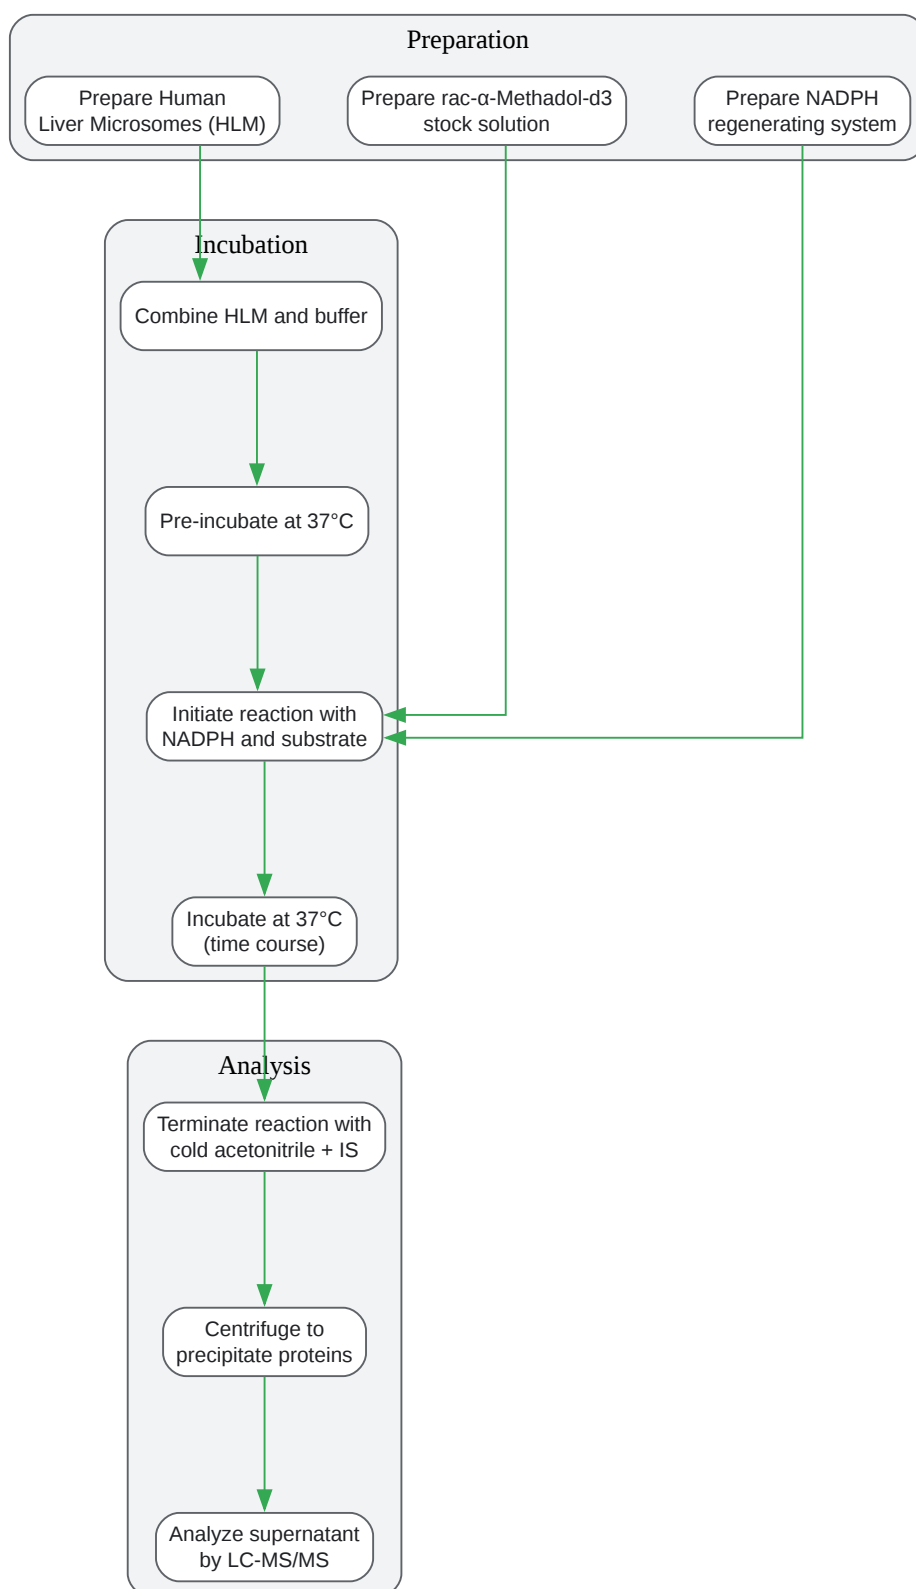 Preparation
Prepare Human
Liver Microsomes (HLM)
Prepare rac-α-Methadol-d3
stock solution
Prepare NADPH
regenerating system
Incubation
Combine HLM and buffer
Pre-incubate at 37°C
Initiate reaction with
NADPH and substrate
Incubate at 37°C
(time course)
Analysis
Terminate reaction with
cold acetonitrile + IS
Centrifuge to
precipitate proteins
Analyze supernatant
by LC-MS/MS